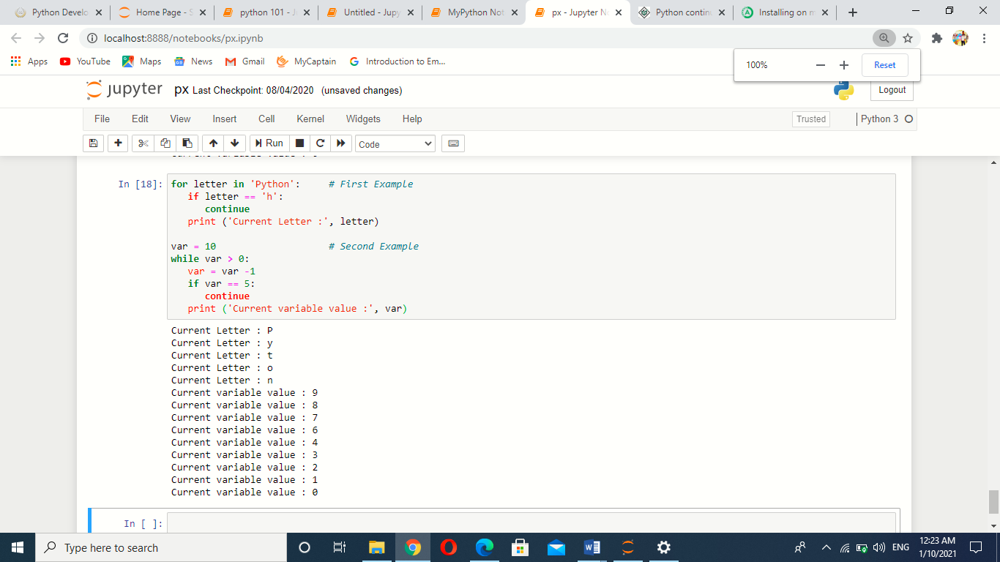 Python Develo
Home Page - S
python 101 - J
Untitled - Jupy
MyPython Not
px - Jupyter No
Python contin
Installing on m
localhost:8888/notebooks/px.ipynb
Apps
YouTube
Maps
News
Gmail
MyCaptain
Introduction to Em...
100%
Reset
jupyter px Last Checkpoint: 08/04/2020 (unsaved changes)
Logout
File Edit View Insert Cell Kernel Widgets Help
Trusted
Python 3
Run
Code
In [18]:
for letter in 'Python':     # First Example
   if letter == 'h':
      continue
   print ('Current Letter :', letter)
var = 10                    # Second Example
while var > 0:
   var = var -1
   if var == 5:
      continue
   print ('Current variable value :', var)
Current Letter : P
Current Letter : y
Current Letter : t
Current Letter : o
Current Letter : n
Current variable value : 9
Current variable value : 8
Current variable value : 7
Current variable value : 6
Current variable value : 4
Current variable value : 3
Current variable value : 2
Current variable value : 1
Current variable value : 0
In [ ]:
Type here to search
ENG
12:23 AM
1/10/2021